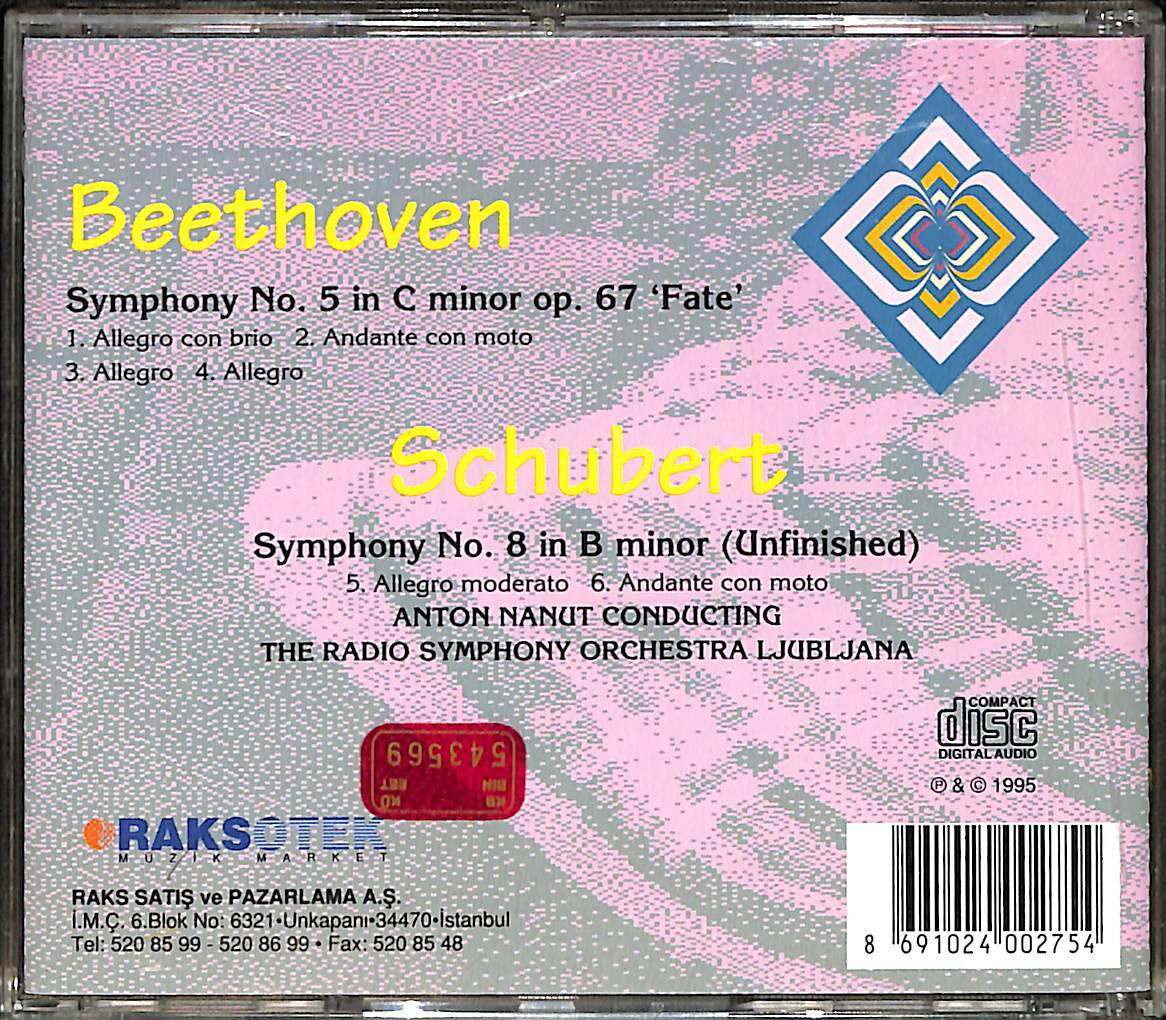 Beethoven
Symphony No. 5 in C minor op. 67 ‘Fate’
1. Allegro con brio 2. Andante con moto
3. Allegro 4. Allegro
Schubert
Symphony No. 8 in B minor (Unfinished)
5. Allegro moderato 6. Andante con moto
ANTON NANUT CONDUCTING
THE RADIO SYMPHONY ORCHESTRA LJUBLJANA
COMPACT
disc
DIGITAL AUDIO
℗ & © 1995
543569
RAKSOTEK
MÜZİK MARKET
RAKS SATIŞ ve PAZARLAMA A.Ş.
İ.M.Ç. 6.Blok No: 6321•Unkapanı•34470•İstanbul
Tel: 520 85 99 - 520 86 99 • Fax: 520 85 48
8 691024 002754